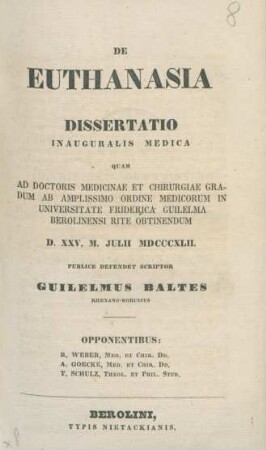 8
DE
EUTHANASIA
DISSERTATIO
INAUGURALIS MEDICA
QUAM
AD DOCTORIS MEDICINAE ET CHIRURGIAE GRA-
DUM AB AMPLISSIMO ORDINE MEDICORUM IN
UNIVERSITATE FRIDERICA GUILELMA
BEROLINENSI RITE OBTINENDUM
D. XXV. M. JULII MDCCCXLII.
PUBLICE DEFENDET SCRIPTOR
GUILELMUS BALTES
RHENANO-BORUSSUS
OPPONENTIBUS:
R. WEBER, MED. ET CHIR. DD.
A. GOECKE, MED. ET CHIR. DD.
T. SCHULZ, THEOL. ET PHIL. STUD.
BEROLINI,
TYPIS NIETACKIANIS.